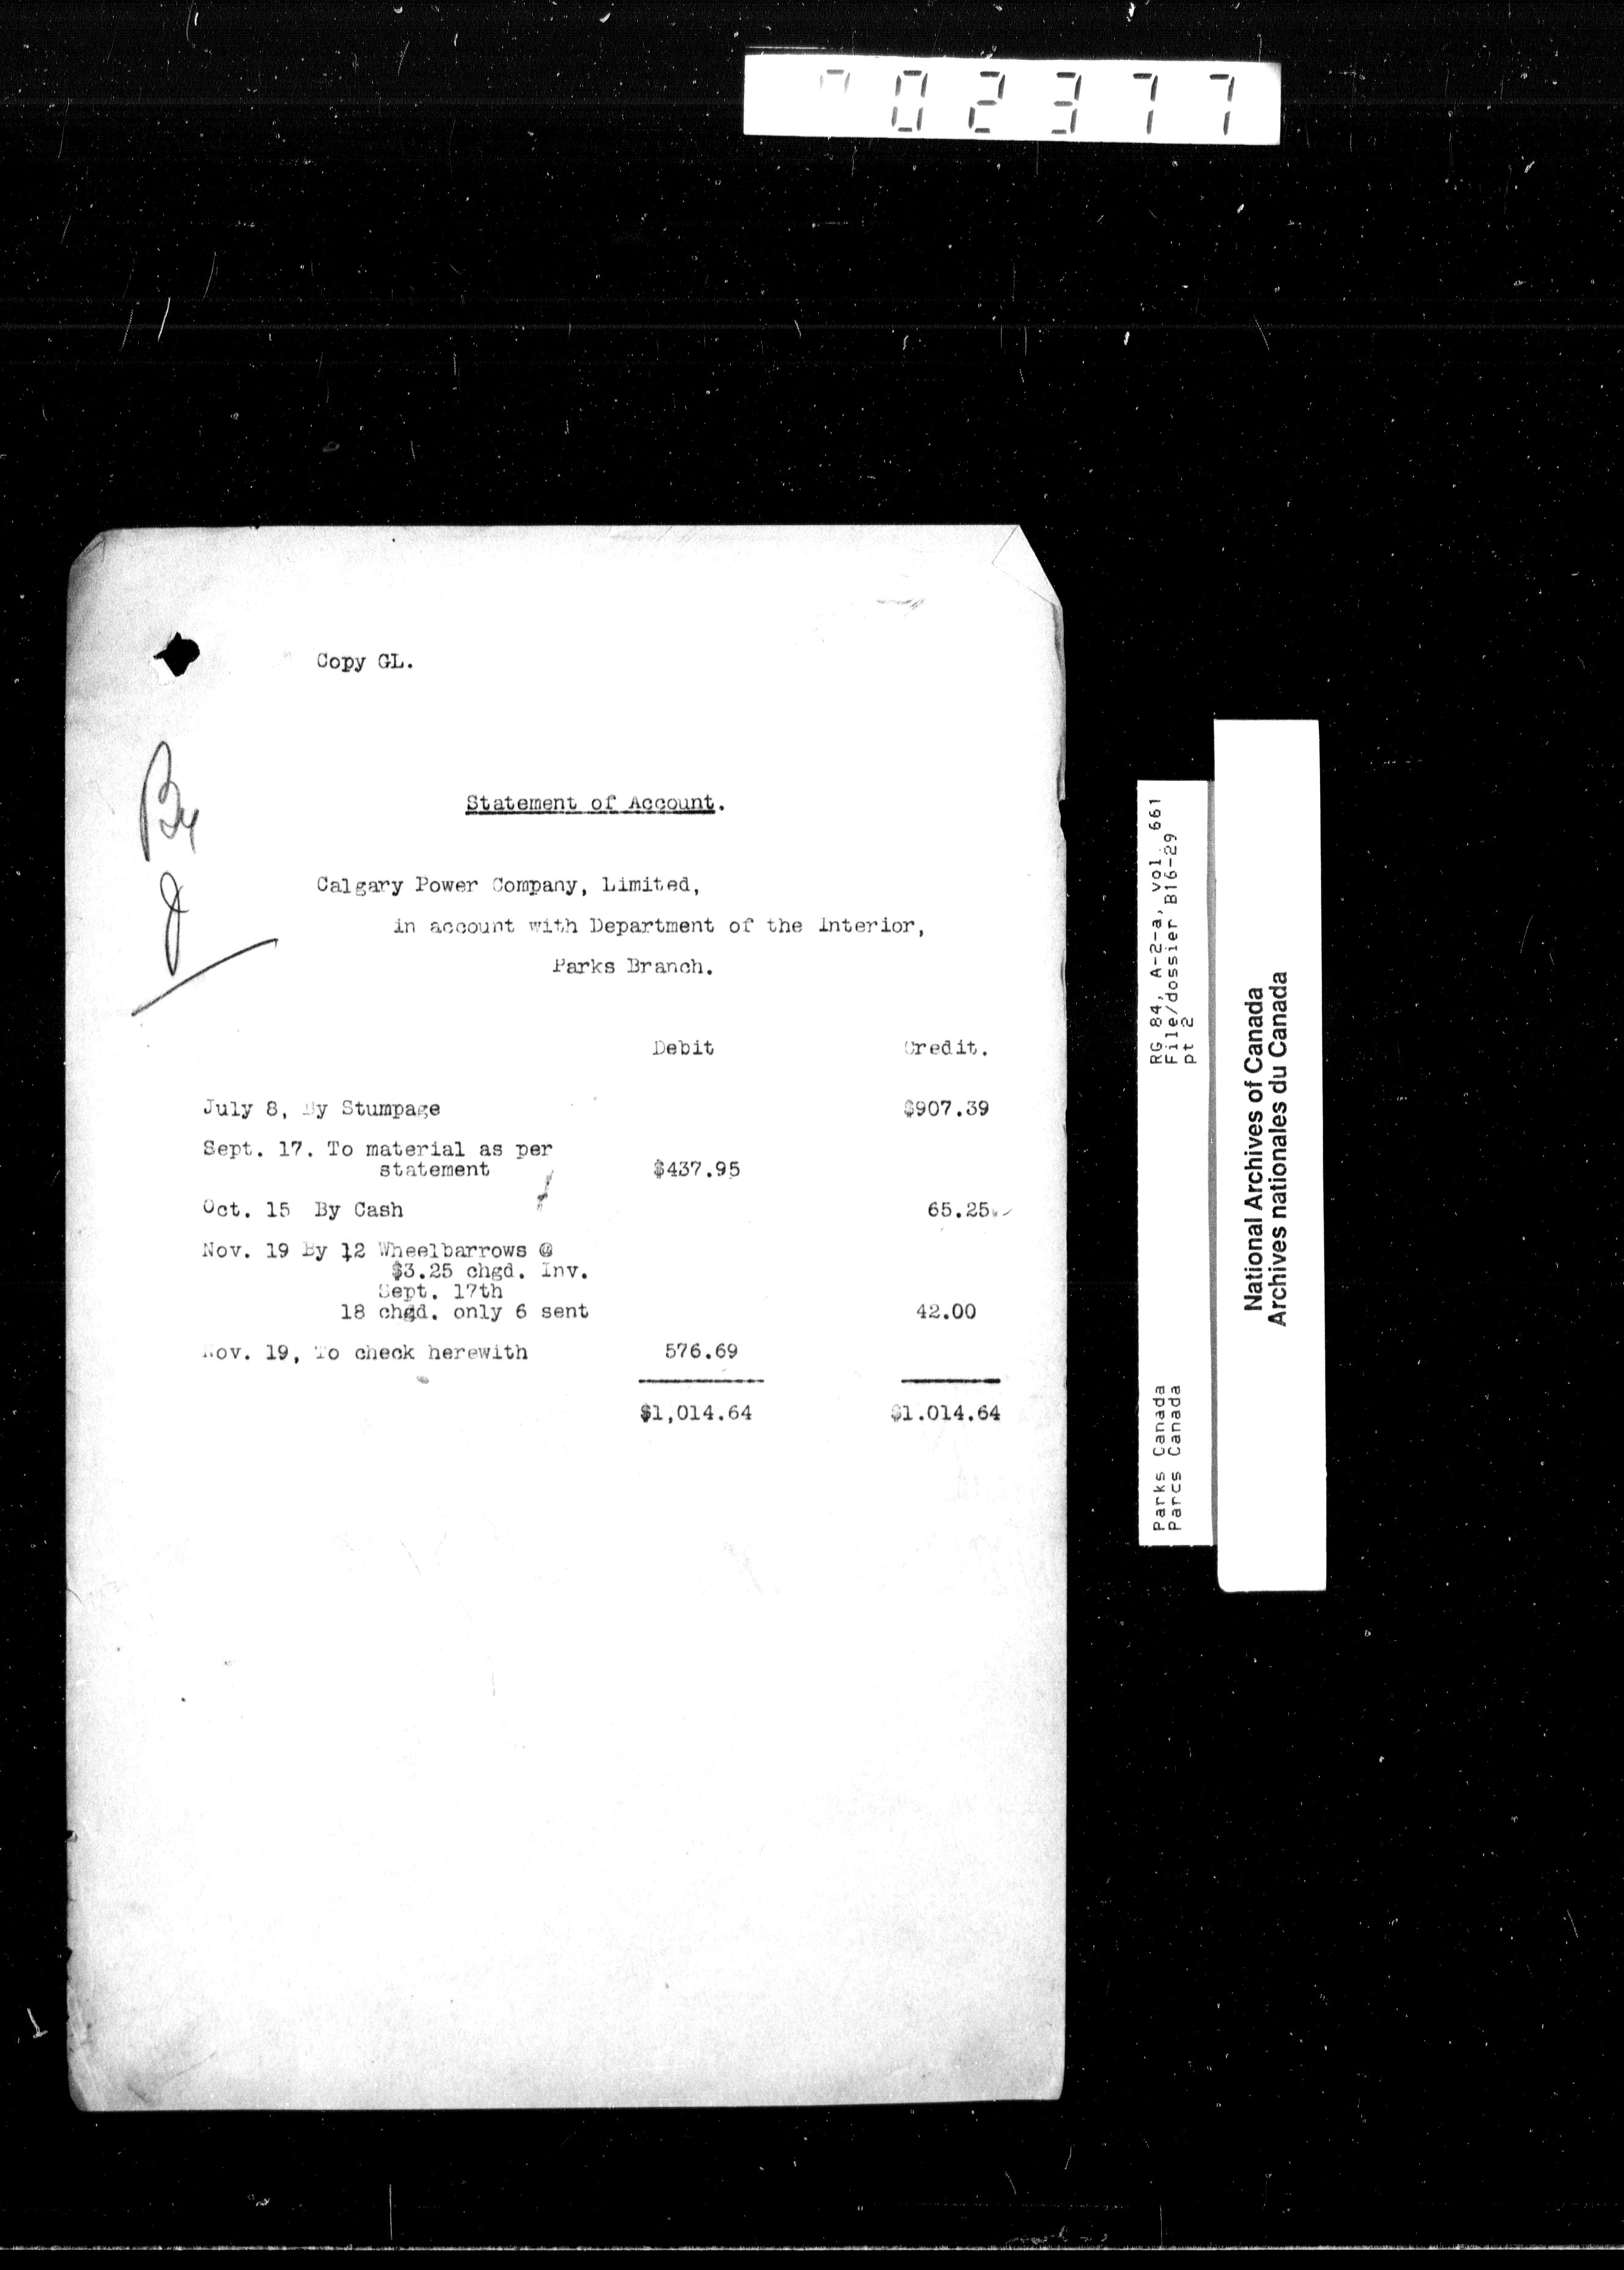 02377
Copy GL.
Statement of Account.
Calgary Power Company, Limited,
in account with Department of the Interior,
Parks Branch.
Debit Credit.
July 8, By Stumpage $907.39
Sept. 17. To material as per
statement $437.95
Oct. 15 By Cash 65.25
Nov. 19 By 12 Wheelbarrows @
$3.25 chgd. Inv.
Sept. 17th
18 chgd. only 6 sent 42.00
Nov. 19, To check herewith 576.69
$1,014.64 $1.014.64
RG 84, A-2-a, vol. 661
File/dossier B16-29
pt 2
Parks Canada
Parcs Canada
National Archives of Canada
Archives nationales du Canada